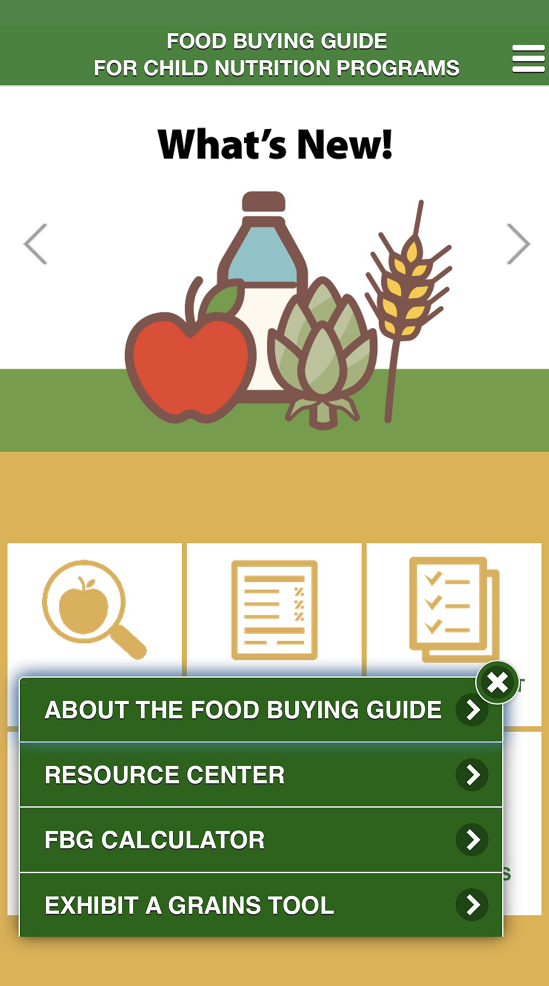 FOOD BUYING GUIDE
FOR CHILD NUTRITION PROGRAMS
What's New!
ABOUT THE FOOD BUYING GUIDE
RESOURCE CENTER
FBG CALCULATOR
EXHIBIT A GRAINS TOOL